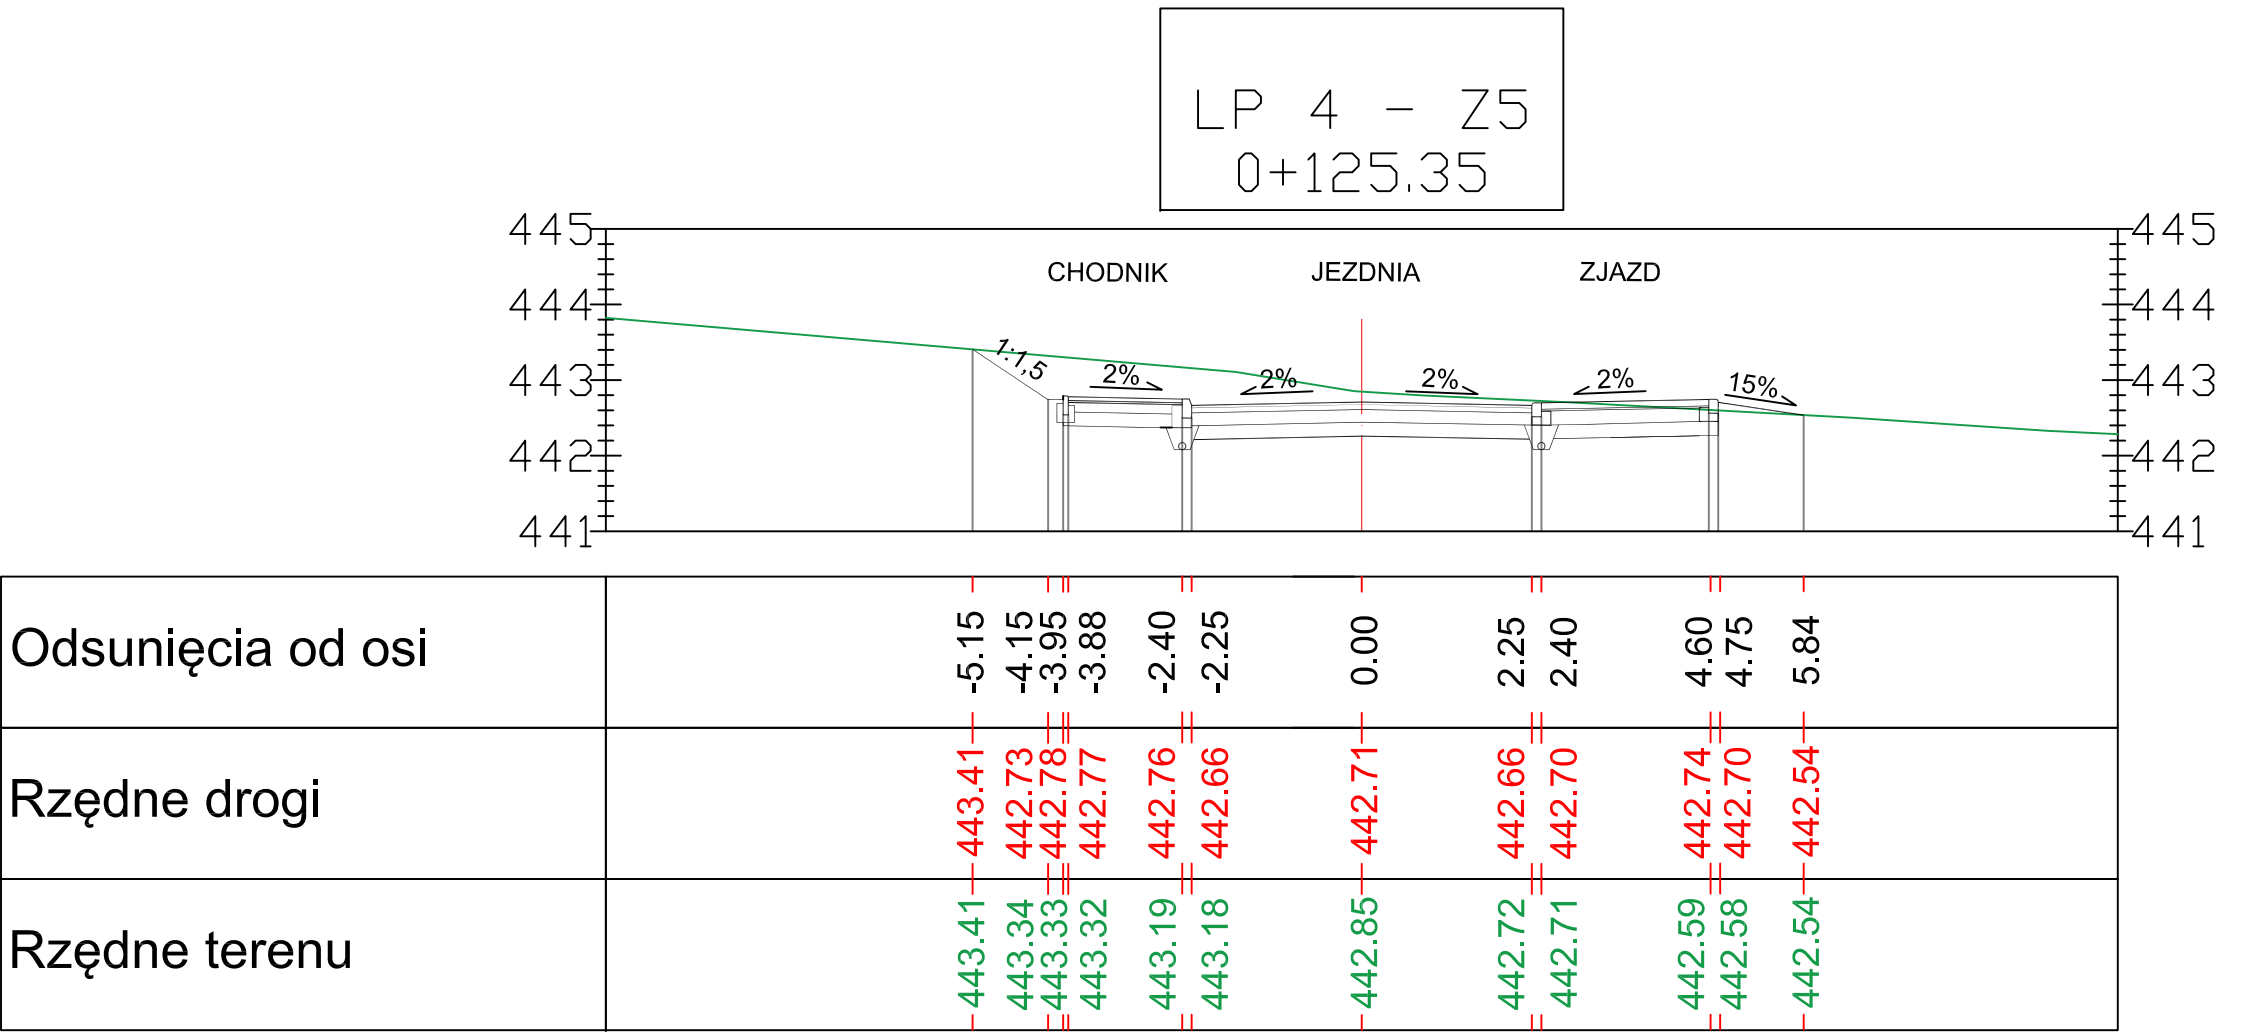 LP 4 - Z5
0+125.35
445 445
CHODNIK JEZDNIA ZJAZD
444 444
1:1,5
443 2% 2% 2% 2% 15% 443
442 442
441 441
Odsunięcia od osi -5.15 -4.15 -3.95 -3.88 -2.40 -2.25 0.00 2.25 2.40 4.60 4.75 5.84
Rzędne drogi 443.41 442.73 442.78 442.77 442.76 442.66 442.71 442.66 442.70 442.74 442.70 442.54
Rzędne terenu 443.41 443.34 443.33 443.32 443.19 443.18 442.85 442.72 442.71 442.59 442.58 442.54